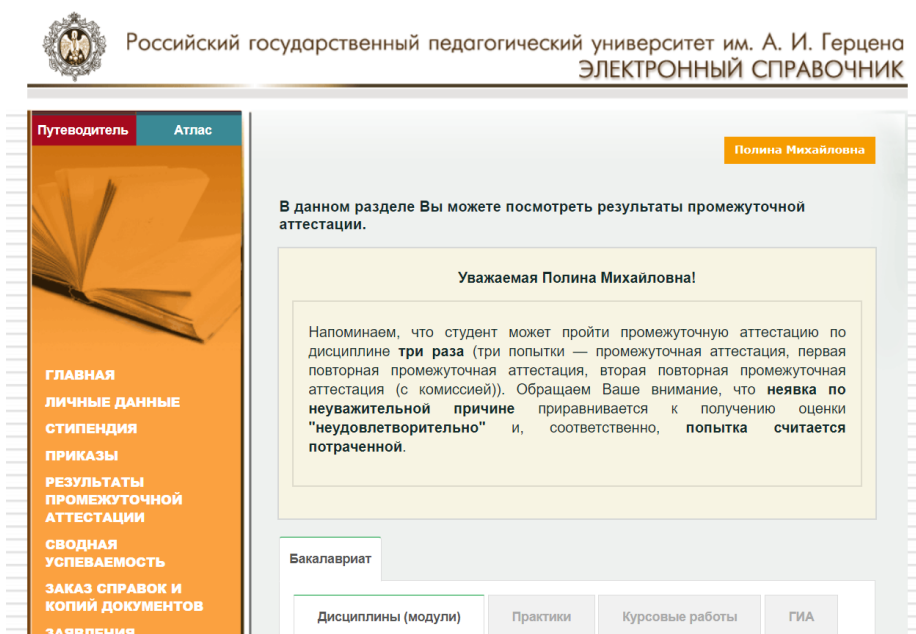 Российский государственный педагогический университет им. А. И. Герцена
ЭЛЕКТРОННЫЙ СПРАВОЧНИК
Путеводитель Атлас
Полина Михайловна
В данном разделе Вы можете посмотреть результаты промежуточной
аттестации.
Уважаемая Полина Михайловна!
Напоминаем, что студент может пройти промежуточную аттестацию по
дисциплине три раза (три попытки — промежуточная аттестация, первая
повторная промежуточная аттестация, вторая повторная промежуточная
аттестация (с комиссией)). Обращаем Ваше внимание, что неявка по
неуважительной причине приравнивается к получению оценки
"неудовлетворительно" и, соответственно, попытка считается
потраченной.
ГЛАВНАЯ
ЛИЧНЫЕ ДАННЫЕ
СТИПЕНДИЯ
ПРИКАЗЫ
РЕЗУЛЬТАТЫ
ПРОМЕЖУТОЧНОЙ
АТТЕСТАЦИИ
СВОДНАЯ
УСПЕВАЕМОСТЬ
ЗАКАЗ СПРАВОК И
КОПИЙ ДОКУМЕНТОВ
ЗАЯВЛЕНИЯ
Бакалавриат
Дисциплины (модули) Практики Курсовые работы ГИА